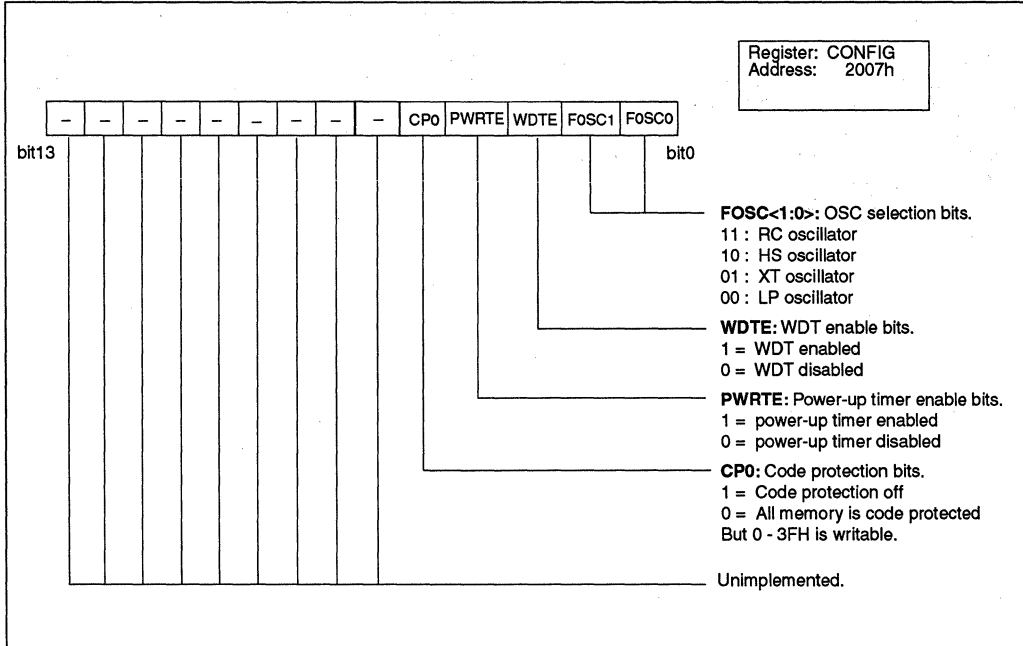 Register: CONFIG
Address: 2007h
– – – – – – – – – CP0 PWRTE WDTE F0SC1 F0SC0
bit13 bit0
FOSC<1:0>: OSC selection bits.
11 : RC oscillator
10 : HS oscillator
01 : XT oscillator
00 : LP oscillator
WDTE: WDT enable bits.
1 = WDT enabled
0 = WDT disabled
PWRTE: Power-up timer enable bits.
1 = power-up timer enabled
0 = power-up timer disabled
CP0: Code protection bits.
1 = Code protection off
0 = All memory is code protected
But 0 - 3FH is writable.
Unimplemented.